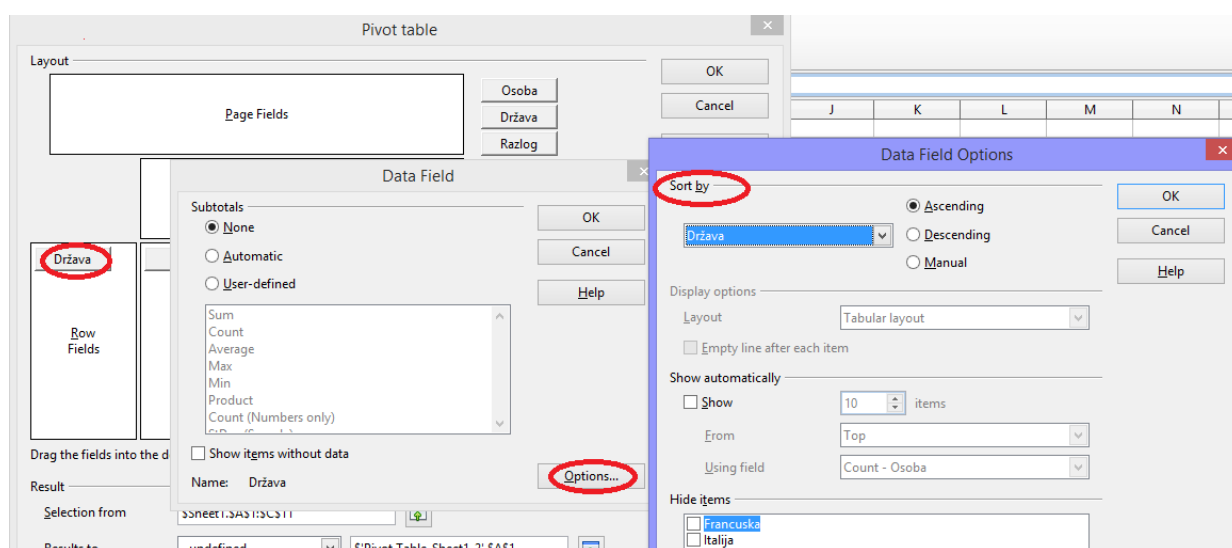 Pivot table
Layout
Page Fields
Osoba
Država
Razlog
OK
Cancel
J K L M N
Data Field
Subtotals
None
Automatic
User-defined
Sum
Count
Average
Max
Min
Product
Count (Numbers only)
Show items without data
Name: Država
OK
Cancel
Help
Options...
Država
Row
Fields
Drag the fields into the d
Result
Selection from
$Sheet1.$A$1:$C$11
Results to
- undefined -
$'Pivot Table_Sheet1_2'.$A$1
Data Field Options
Sort by
Država
Ascending
Descending
Manual
OK
Cancel
Help
Display options
Layout
Tabular layout
Empty line after each item
Show automatically
Show
10 items
From
Top
Using field
Count - Osoba
Hide items
Francuska
Italija